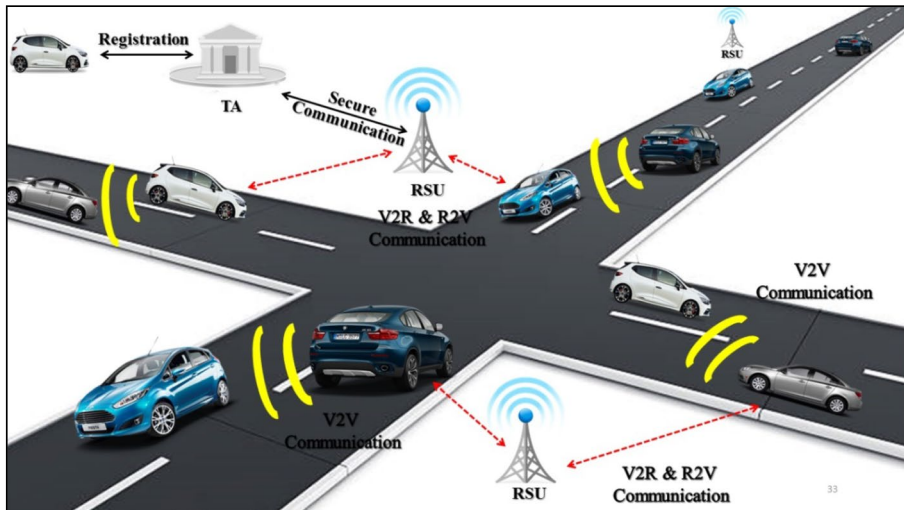 Registration
TA
Secure
Communication
RSU
RSU
V2R & R2V
Communication
V2V
Communication
V2V
Communication
RSU
V2R & R2V
Communication
33